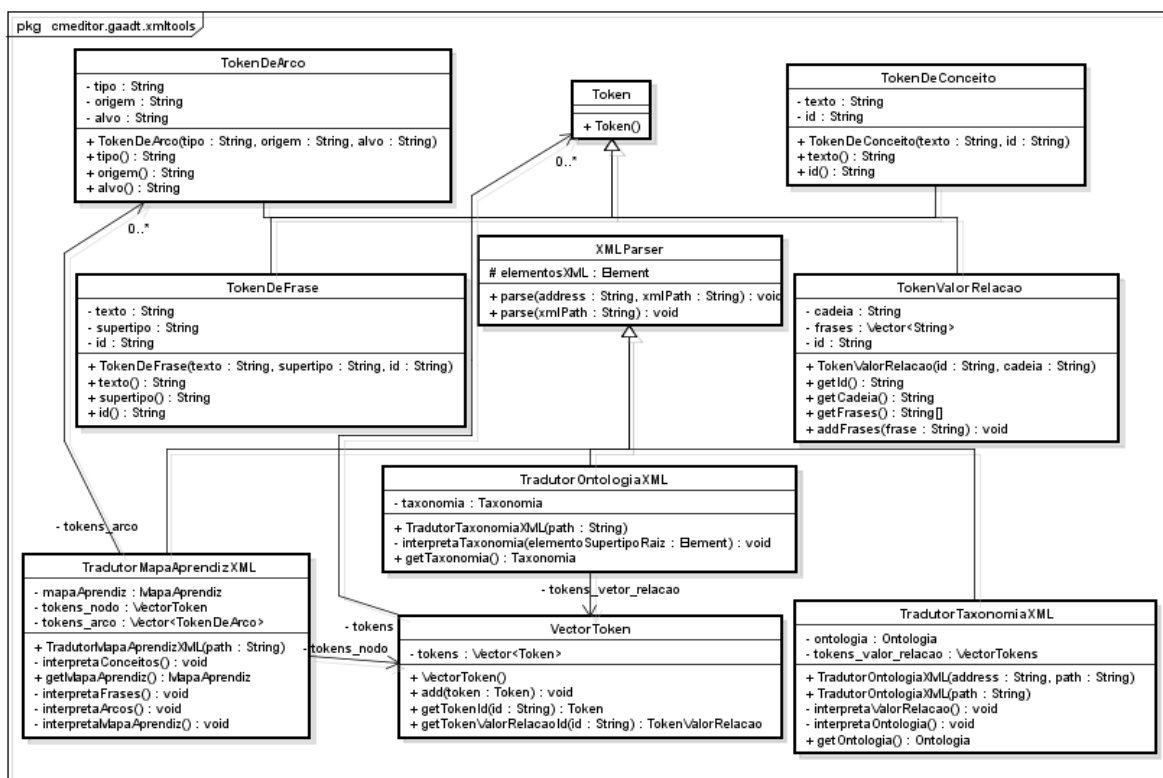 pkg cmeditor.gaadt.xmltools
TokenDeArco
- tipo : String
- origem : String
- alvo : String
+ TokenDeArco(tipo : String, origem : String, alvo : String)
+ tipo() : String
+ origem() : String
+ alvo() : String
Token
+ Token()
TokenDeConceito
- texto : String
- id : String
+ TokenDeConceito(texto : String, id : String)
+ texto() : String
+ id() : String
0..*
0..*
XMLParser
# elementosXML : Element
+ parse(address : String, xmlPath : String) : void
+ parse(xmlPath : String) : void
TokenDeFrase
- texto : String
- supertipo : String
- id : String
+ TokenDeFrase(texto : String, supertipo : String, id : String)
+ texto() : String
+ supertipo() : String
+ id() : String
TokenValorRelacao
- cadeia : String
- frases : Vector<String>
- id : String
+ TokenValorRelacao(id : String, cadeia : String)
+ getId() : String
+ getCadeia() : String
+ getFrases() : String[]
+ addFrases(frase : String) : void
TradutorOntologiaXML
- taxonomia : Taxonomia
+ TradutorTaxonomiaXML(path : String)
- interpretaTaxonomia(elementoSupertipoRaiz : Element) : void
+ getTaxonomia() : Taxonomia
- tokens_arco
- tokens_vetor_relacao
TradutorMapaAprendizXML
- mapaAprendiz : MapaAprendiz
- tokens_nodo : VectorToken
- tokens_arco : Vector<TokenDeArco>
+ TradutorMapaAprendizXML(path : String)
- interpretaConceitos() : void
+ getMapaAprendiz() : MapaAprendiz
- interpretaFrases() : void
- interpretaArcos() : void
- interpretaMapaAprendiz() : void
- tokens
- tokens_nodo
VectorToken
- tokens : Vector<Token>
+ VectorToken()
+ add(token : Token) : void
+ getTokenId(id : String) : Token
+ getTokenValorRelacaoId(id : String) : TokenValorRelacao
TradutorTaxonomiaXML
- ontologia : Ontologia
- tokens_valor_relacao : VectorTokens
+ TradutorOntologiaXML(address : String, path : String)
+ TradutorOntologiaXML(path : String)
- interpretaValorRelacao() : void
- interpretaOntologia() : void
+ getOntologia() : Ontologia